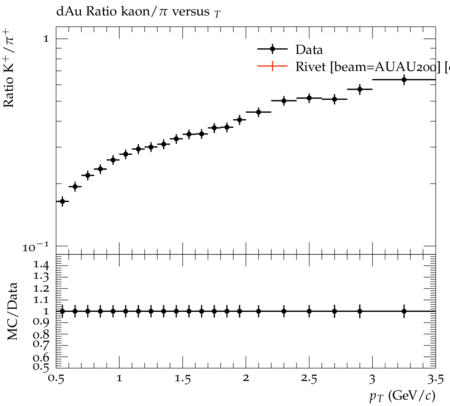 dAu Ratio kaon/π versus T
Ratio K+/π+
1
Data
Rivet [beam=AUAU200] [
10−1
MC/Data
1.4
1.3
1.2
1.1
1
0.9
0.8
0.7
0.6
0.5
0.5 1 1.5 2 2.5 3 3.5
pT (GeV/c)